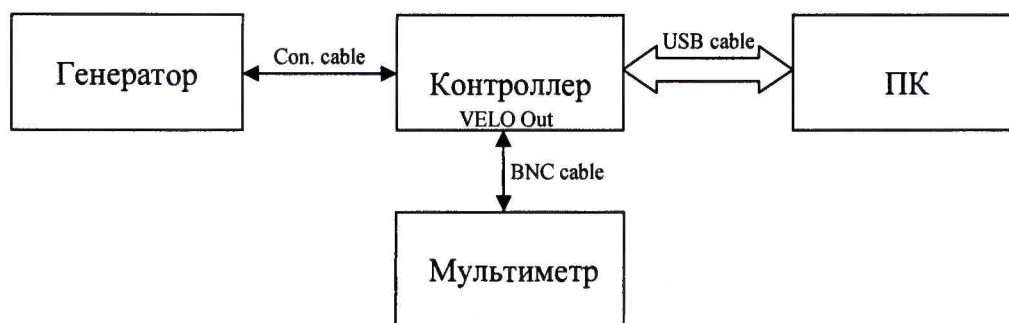 Генератор
Con. cable
Контроллер
VELO Out
USB cable
ПК
BNC cable
Мультиметр